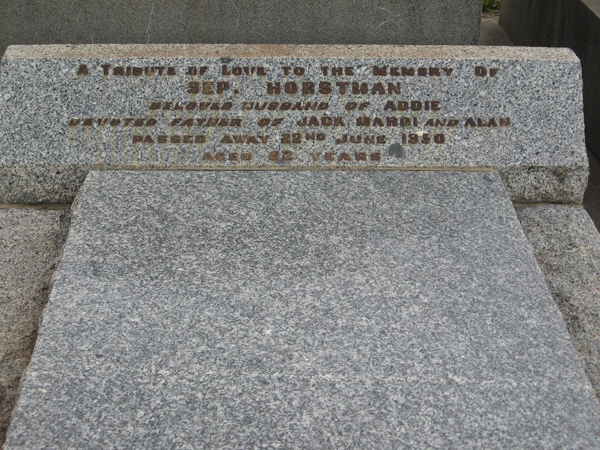 A TRIBUTE OF LOVE TO THE MEMORY OF
SEP. HORSTMAN
BELOVED HUSBAND OF ADDIE
DEVOTED FATHER OF JACK MARDI AND ALAN
PASSED AWAY 22ND JUNE 1950
AGED 62 YEARS